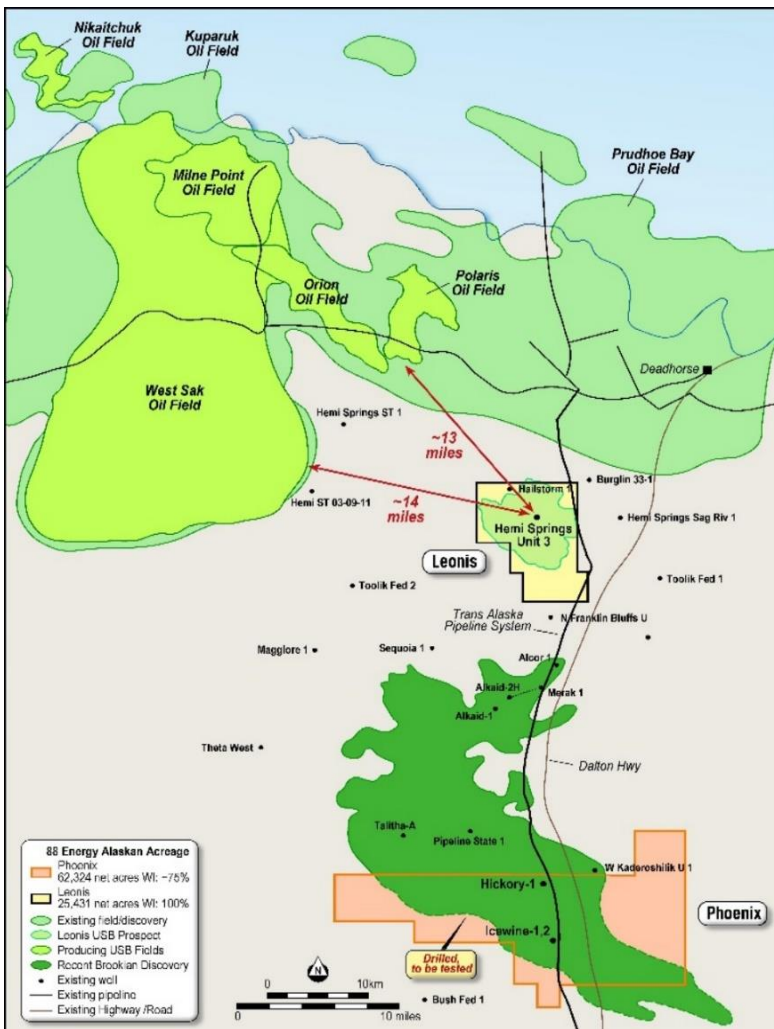 Nikaitchuk
Oil Field
Kuparuk
Oil Field
Milne Point
Oil Field
Prudhoe Bay
Oil Field
Orion
Oil Field
Polaris
Oil Field
West Sak
Oil Field
Deadhorse
Hemi Springs ST 1
~13
miles
Hemi ST 03-09-11
~14
miles
Hailstorm 1
Burglin 33-1
Hemi Springs
Unit 3
Hemi Springs Sag Riv 1
Leonis
Toolik Fed 2
Toolik Fed 1
Trans Alaska
Pipeline System
N Franklin Bluffs U
Magglore 1
Sequoia 1
Alcor 1
Alkaid-2H
Merak 1
Alkaid-1
Theta West
Dalton Hwy
Talitha-A
Pipeline State 1
W Kaderoshilik U 1
Hickory-1
Phoenix
Icewine-1,2
Drilled,
to be tested
Bush Fed 1
88 Energy Alaskan Acreage
Phoenix
62,324 net acres WI: ~75%
Leonis
25,431 net acres WI: 100%
Existing field/discovery
Leonis USB Prospect
Producing USB Fields
Recent Brookian Discovery
Existing well
Existing pipeline
Existing Highway /Road
N
0 10km
0 10 miles